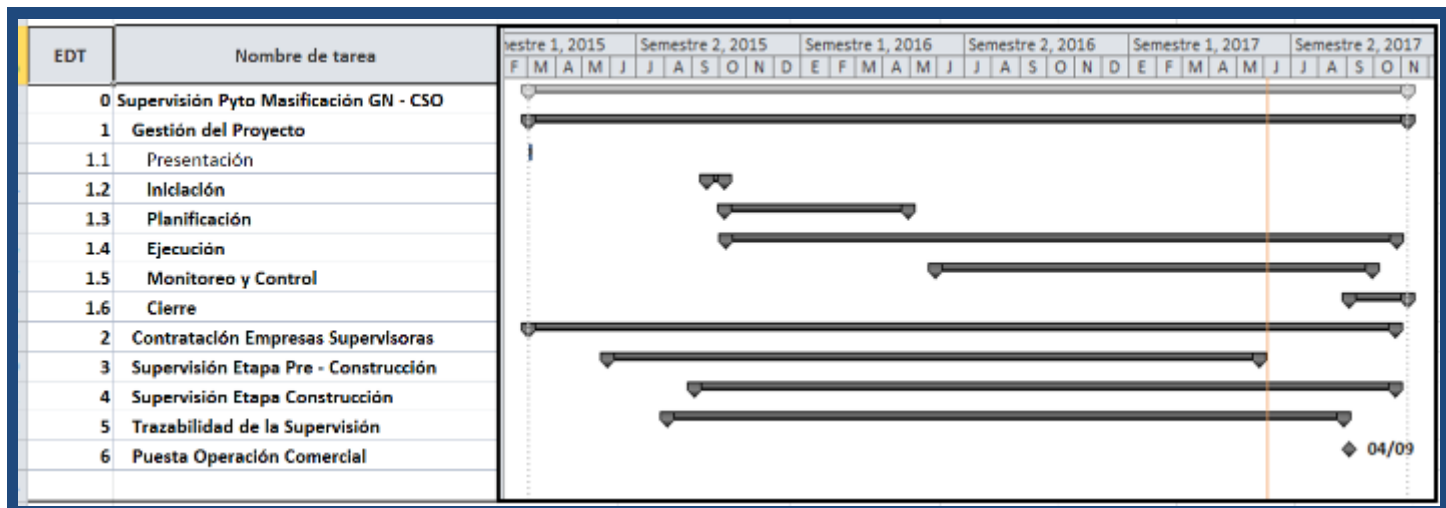 EDT Nombre de tarea
nestre 1, 2015 Semestre 2, 2015 Semestre 1, 2016 Semestre 2, 2016 Semestre 1, 2017 Semestre 2, 2017
F M A M J J A S O N D E F M A M J J A S O N D E F M A M J J A S O N
0 Supervisión Pyto Masificación GN - CSO
1 Gestión del Proyecto
1.1 Presentación
1.2 Iniciación
1.3 Planificación
1.4 Ejecución
1.5 Monitoreo y Control
1.6 Cierre
2 Contratación Empresas Supervisoras
3 Supervisión Etapa Pre - Construcción
4 Supervisión Etapa Construcción
5 Trazabilidad de la Supervisión
6 Puesta Operación Comercial
04/09